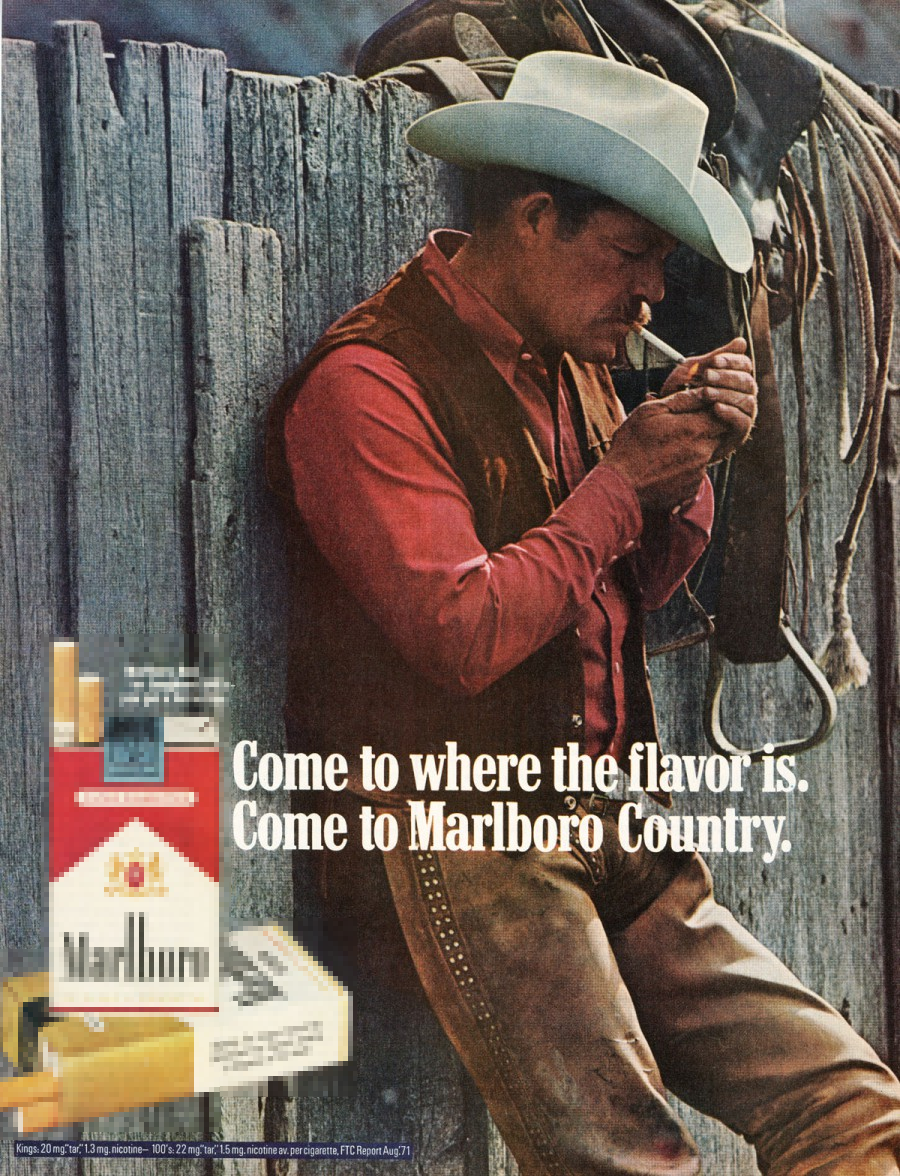 Come to where the flavor is.
Come to Marlboro Country.
Marlboro
Kings: 20 mg."tar," 1.3 mg. nicotine— 100's: 22 mg."tar," 1.5 mg. nicotine av. per cigarette, FTC Report Aug.'71